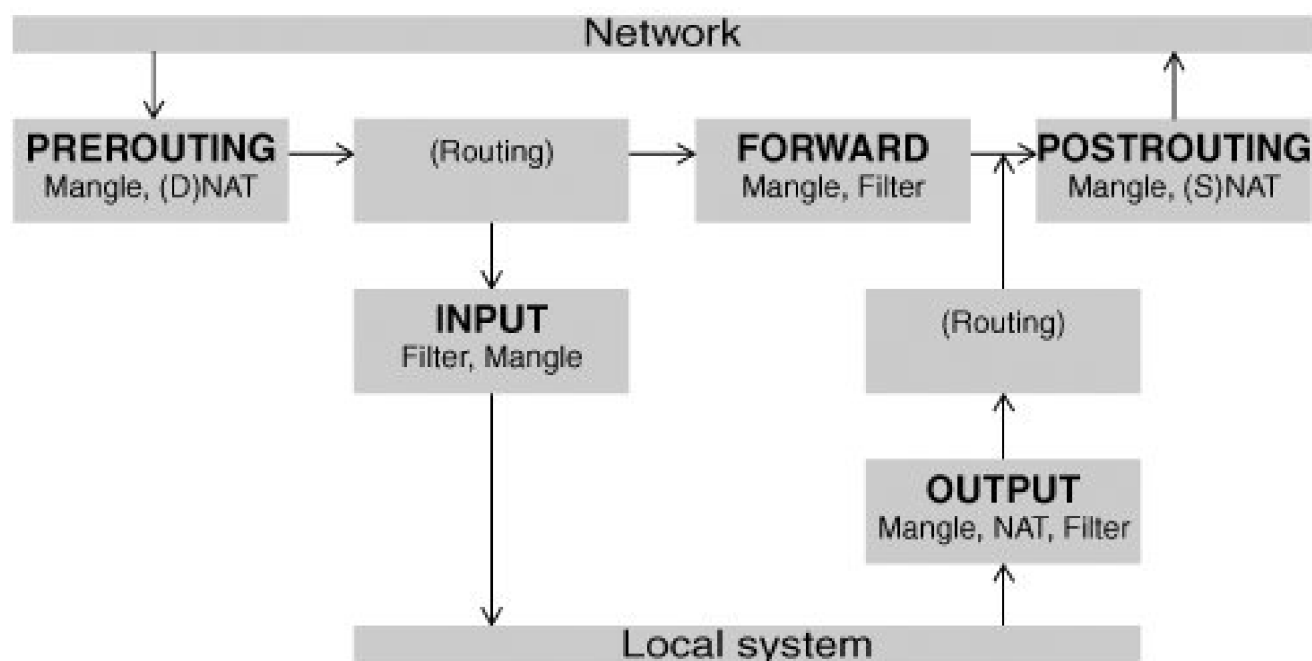 Network
PREROUTING
Mangle, (D)NAT
(Routing)
FORWARD
Mangle, Filter
POSTROUTING
Mangle, (S)NAT
INPUT
Filter, Mangle
(Routing)
OUTPUT
Mangle, NAT, Filter
Local system